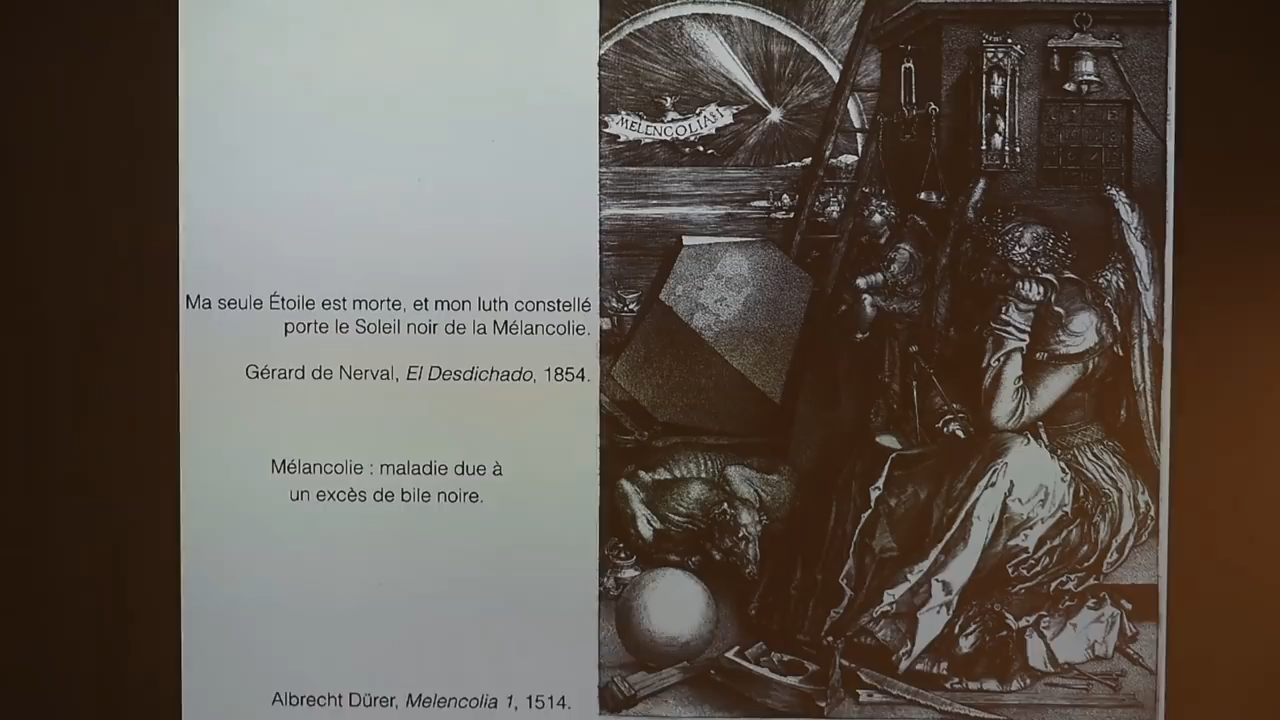 Ma seule Étoile est morte, et mon luth constellé
porte le Soleil noir de la Mélancolie.
Gérard de Nerval, El Desdichado, 1854.
Mélancolie : maladie due à
un excès de bile noire.
Albrecht Dürer, Melencolia 1, 1514.
MELENCOLIA§I